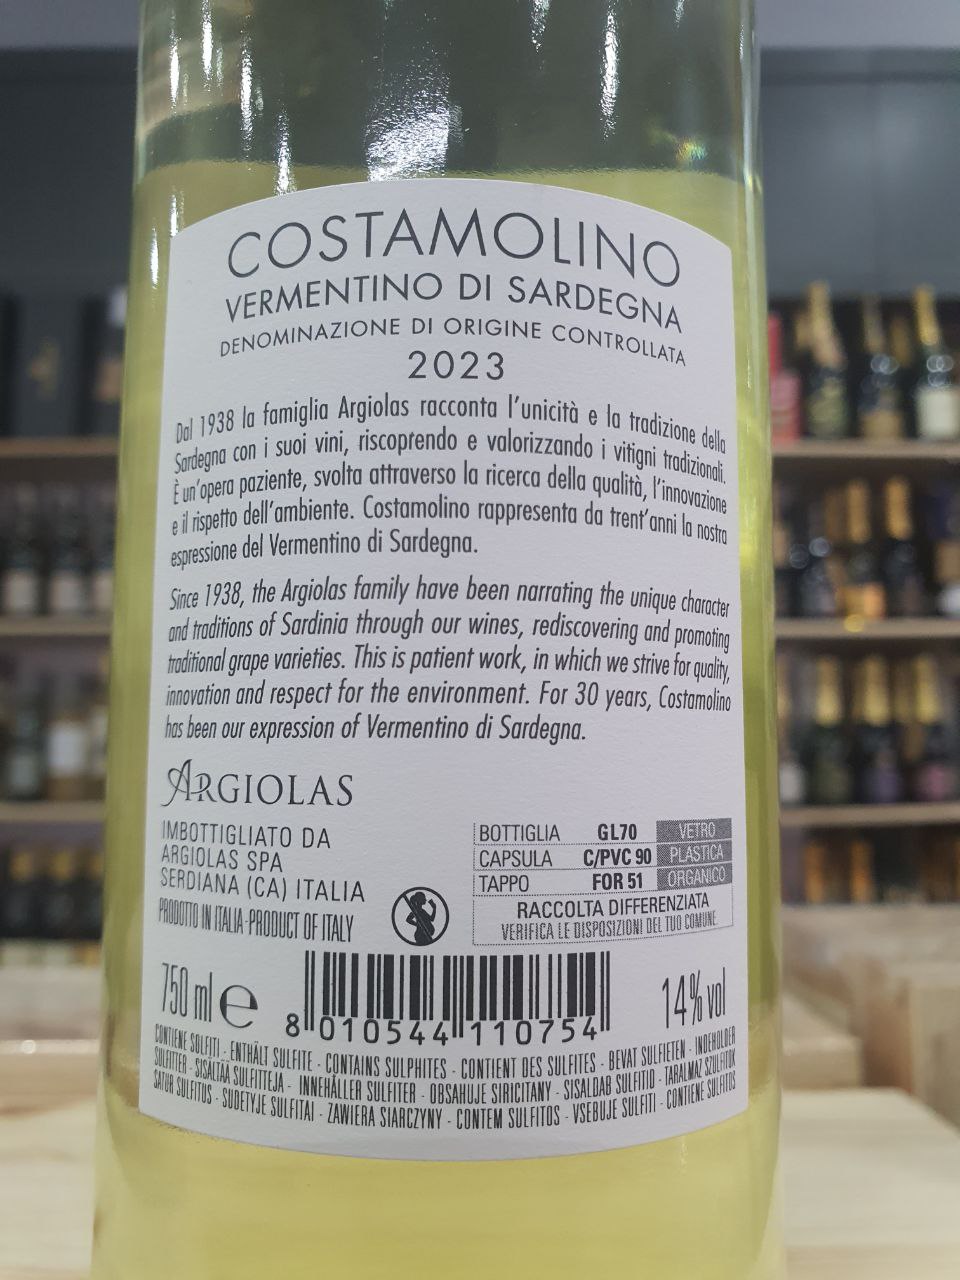 COSTAMOLINO
VERMENTINO DI SARDEGNA
DENOMINAZIONE DI ORIGINE CONTROLLATA
2023
Dal 1938 la famiglia Argiolas racconta l'unicità e la tradizione della
Sardegna con i suoi vini, riscoprendo e valorizzando i vitigni tradizionali.
È un'opera paziente, svolta attraverso la ricerca della qualità, l'innovazione
e il rispetto dell'ambiente. Costamolino rappresenta da trent'anni la nostra
espressione del Vermentino di Sardegna.
Since 1938, the Argiolas family have been narrating the unique character
and traditions of Sardinia through our wines, rediscovering and promoting
traditional grape varieties. This is patient work, in which we strive for quality,
innovation and respect for the environment. For 30 years, Costamolino
has been our expression of Vermentino di Sardegna.
ARGIOLAS
IMBOTTIGLIATO DA
ARGIOLAS SPA
SERDIANA (CA) ITALIA
PRODOTTO IN ITALIA-PRODUCT OF ITALY
BOTTIGLIA GL70 VETRO
CAPSULA C/PVC 90 PLASTICA
TAPPO FOR 51 ORGANICO
RACCOLTA DIFFERENZIATA
VERIFICA LE DISPOSIZIONI DEL TUO COMUNE
750 ml e
8 010544 110754
14% vol
CONTIENE SOLFITI - ENTHÄLT SULFITE - CONTAINS SULPHITES - CONTIENT DES SULFITES - BEVAT SULFIETEN - INDEHOLDER
SULFITTER - SISÄLTÄÄ SULFIITTEJA - INNEHÅLLER SULFITER - OBSAHUJE SIRICITANY - SISALDAB SULFITID - TARALMAZ SZULFITOK
SATUR SULFITUS - SUDETYJE SULFITAI - ZAWIERA SIARCZYNY - CONTEM SULFITOS - VSEBUJE SULFITI - CONTIENE SULFITOS